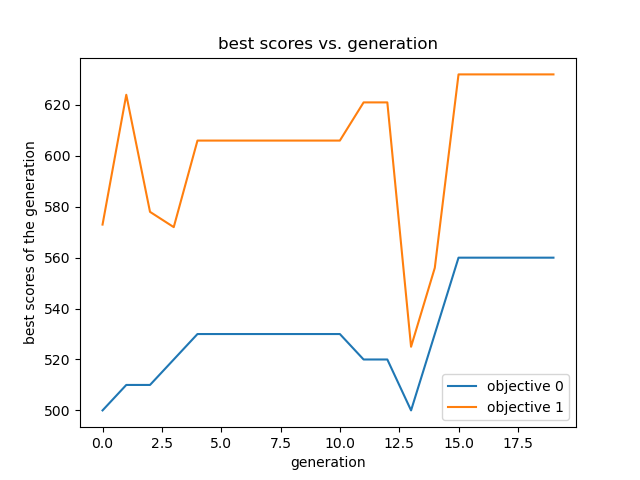 best scores vs. generation
best scores of the generation
620
600
580
560
540
520
500
0.0 2.5 5.0 7.5 10.0 12.5 15.0 17.5
generation
objective 0
objective 1